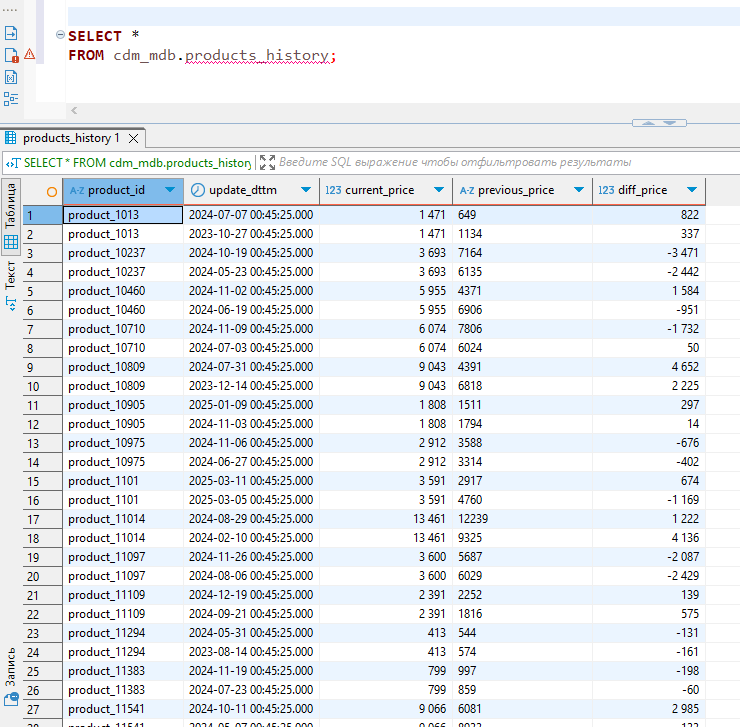 SELECT *
FROM cdm_mdb.products_history;
products_history 1
SELECT * FROM cdm_mdb.products_history Введите SQL выражение чтобы отфильтровать результаты
Таблица
Текст
Запись
A-Z product_id update_dttm 123 current_price A-Z previous_price 123 diff_price
1 product_1013 2024-07-07 00:45:25.000 1 471 649 822
2 product_1013 2023-10-27 00:45:25.000 1 471 1134 337
3 product_10237 2024-10-19 00:45:25.000 3 693 7164 -3 471
4 product_10237 2024-05-23 00:45:25.000 3 693 6135 -2 442
5 product_10460 2024-11-02 00:45:25.000 5 955 4371 1 584
6 product_10460 2024-06-19 00:45:25.000 5 955 6906 -951
7 product_10710 2024-11-09 00:45:25.000 6 074 7806 -1 732
8 product_10710 2024-07-03 00:45:25.000 6 074 6024 50
9 product_10809 2024-07-31 00:45:25.000 9 043 4391 4 652
10 product_10809 2023-12-14 00:45:25.000 9 043 6818 2 225
11 product_10905 2025-01-09 00:45:25.000 1 808 1511 297
12 product_10905 2024-11-03 00:45:25.000 1 808 1794 14
13 product_10975 2024-11-06 00:45:25.000 2 912 3588 -676
14 product_10975 2024-06-27 00:45:25.000 2 912 3314 -402
15 product_1101 2025-03-11 00:45:25.000 3 591 2917 674
16 product_1101 2025-03-05 00:45:25.000 3 591 4760 -1 169
17 product_11014 2024-08-29 00:45:25.000 13 461 12239 1 222
18 product_11014 2024-02-10 00:45:25.000 13 461 9325 4 136
19 product_11097 2024-11-26 00:45:25.000 3 600 5687 -2 087
20 product_11097 2024-08-06 00:45:25.000 3 600 6029 -2 429
21 product_11109 2024-12-19 00:45:25.000 2 391 2252 139
22 product_11109 2024-09-21 00:45:25.000 2 391 1816 575
23 product_11294 2024-05-31 00:45:25.000 413 544 -131
24 product_11294 2023-08-14 00:45:25.000 413 574 -161
25 product_11383 2024-11-19 00:45:25.000 799 997 -198
26 product_11383 2024-07-23 00:45:25.000 799 859 -60
27 product_11541 2024-10-11 00:45:25.000 9 066 6081 2 985